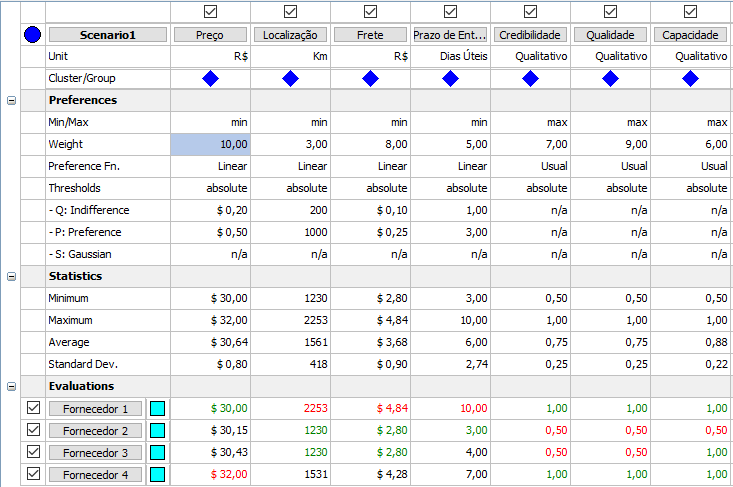 Scenario1 Preço Localização Frete Prazo de Ent... Credibilidade Qualidade Capacidade
Unit R$ Km R$ Dias Úteis Qualitativo Qualitativo Qualitativo
Cluster/Group
Preferences
Min/Max min min min min max max max
Weight 10,00 3,00 8,00 5,00 7,00 9,00 6,00
Preference Fn. Linear Linear Linear Linear Usual Usual Usual
Thresholds absolute absolute absolute absolute absolute absolute absolute
- Q: Indifference $ 0,20 200 $ 0,10 1,00 n/a n/a n/a
- P: Preference $ 0,50 1000 $ 0,25 3,00 n/a n/a n/a
- S: Gaussian n/a n/a n/a n/a n/a n/a n/a
Statistics
Minimum $ 30,00 1230 $ 2,80 3,00 0,50 0,50 0,50
Maximum $ 32,00 2253 $ 4,84 10,00 1,00 1,00 1,00
Average $ 30,64 1561 $ 3,68 6,00 0,75 0,75 0,88
Standard Dev. $ 0,80 418 $ 0,90 2,74 0,25 0,25 0,22
Evaluations
Fornecedor 1 $ 30,00 2253 $ 4,84 10,00 1,00 1,00 1,00
Fornecedor 2 $ 30,15 1230 $ 2,80 3,00 0,50 0,50 0,50
Fornecedor 3 $ 30,43 1230 $ 2,80 4,00 0,50 0,50 1,00
Fornecedor 4 $ 32,00 1531 $ 4,28 7,00 1,00 1,00 1,00